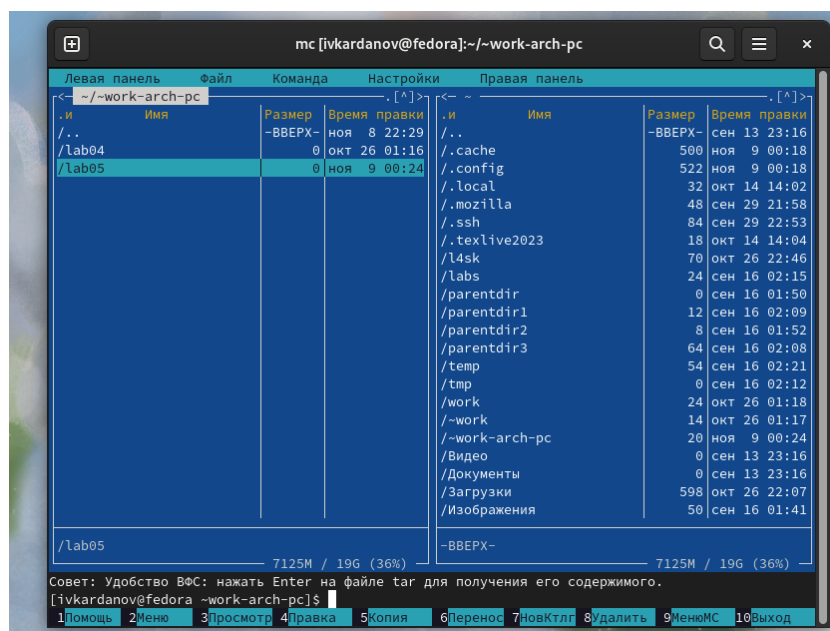 mc [ivkardanov@fedora]:~/~work-arch-pc
Левая панель Файл Команда Настройки Правая панель
<— ~/~work-arch-pc .[^]>
.и Имя Размер Время правки
/.. -ВВЕРХ- ноя 8 22:29
/lab04 0 окт 26 01:16
/lab05 0 ноя 9 00:24
/lab05
7125M / 19G (36%)
<— ~ .[^]>
.и Имя Размер Время правки
/.. -ВВЕРХ- сен 13 23:16
/.cache 500 ноя 9 00:18
/.config 522 ноя 9 00:18
/.local 32 окт 14 14:02
/.mozilla 48 сен 29 21:58
/.ssh 84 сен 29 22:53
/.texlive2023 18 окт 14 14:04
/l4sk 70 окт 26 22:46
/labs 24 сен 16 02:15
/parentdir 0 сен 16 01:50
/parentdir1 12 сен 16 02:09
/parentdir2 8 сен 16 01:52
/parentdir3 64 сен 16 02:08
/temp 54 сен 16 02:21
/tmp 0 сен 16 02:12
/work 24 окт 26 01:18
/~work 14 окт 26 01:17
/~work-arch-pc 20 ноя 9 00:24
/Видео 0 сен 13 23:16
/Документы 0 сен 13 23:16
/Загрузки 598 окт 26 22:07
/Изображения 50 сен 16 01:41
-ВВЕРХ-
7125M / 19G (36%)
Совет: Удобство ВФС: нажать Enter на файле tar для получения его содержимого.
[ivkardanov@fedora ~work-arch-pc]$
1Помощь 2Меню 3Просмотр 4Правка 5Копия 6Перенос 7НовКтлг 8Удалить 9МенюMC 10Выход